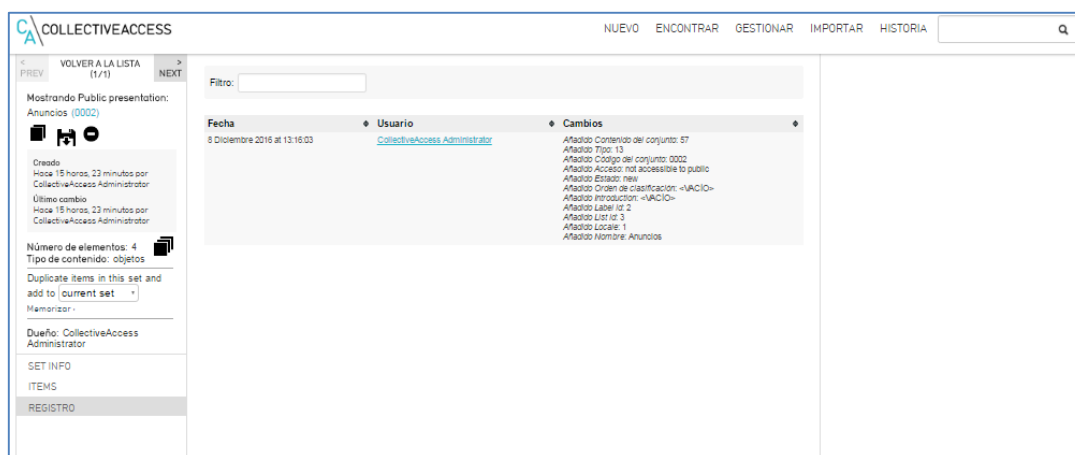 CA COLLECTIVEACCESS
NUEVO ENCONTRAR GESTIONAR IMPORTAR HISTORIA
< VOLVER A LA LISTA >
PREV (1/1) NEXT
Mostrando Public presentation:
Anuncios (0002)
Creado
Hace 15 horas, 23 minutos por
CollectiveAccess Administrator
Último cambio
Hace 15 horas, 23 minutos por
CollectiveAccess Administrator
Número de elementos: 4
Tipo de contenido: objetos
Duplicate items in this set and
add to current set
Memorizar ›
Dueño: CollectiveAccess
Administrator
SET INFO
ITEMS
REGISTRO
Filtro:
Fecha Usuario Cambios
8 Diciembre 2016 at 13:16:03 CollectiveAccess Administrator Añadido Contenido del conjunto: 57
Añadido Tipo: 13
Añadido Código del conjunto: 0002
Añadido Acceso: not accessible to public
Añadido Estado: new
Añadido Orden de clasificación: <VACÍO>
Añadido Introduction: <VACÍO>
Añadido Label Id: 2
Añadido List Id: 3
Añadido Locale: 1
Añadido Nombre: Anuncios